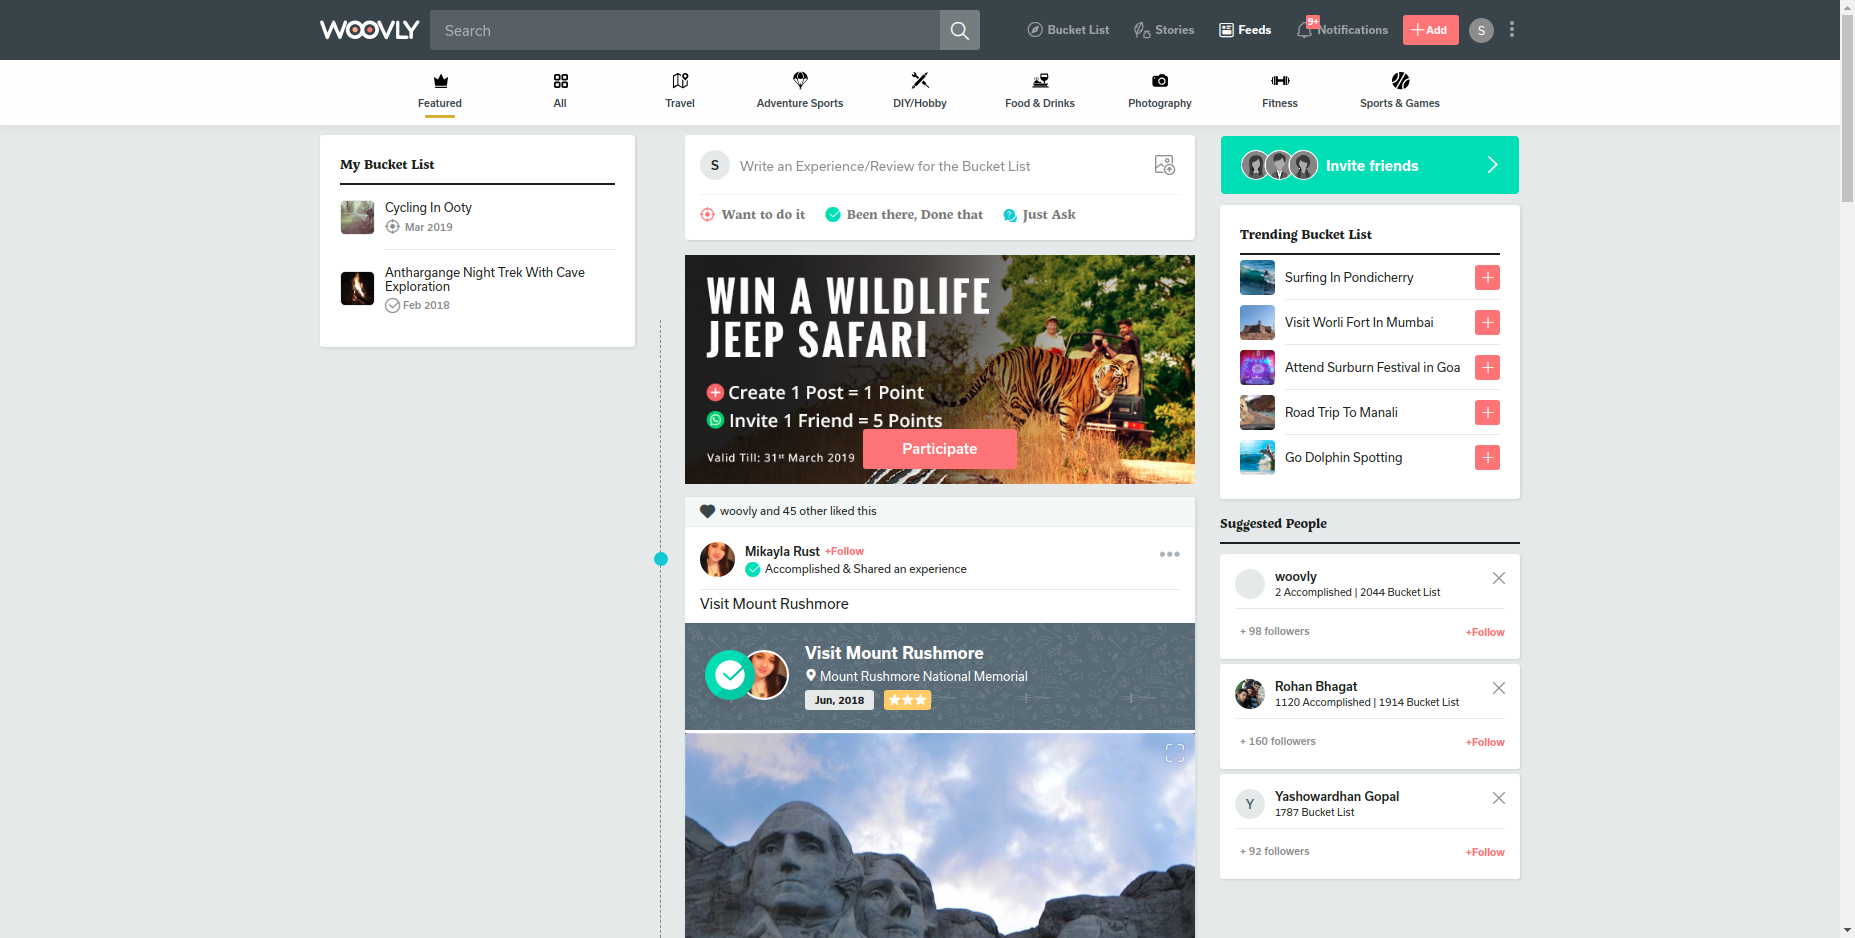 WOOVLY
Search
Bucket List
Stories
Feeds
9+
Notifications
Add
S
Featured
All
Travel
Adventure Sports
DIY/Hobby
Food & Drinks
Photography
Fitness
Sports & Games
My Bucket List
Cycling In Ooty
Mar 2019
Anthargange Night Trek With Cave
Exploration
Feb 2018
S
Write an Experience/Review for the Bucket List
Want to do it
Been there, Done that
Just Ask
WIN A WILDLIFE
JEEP SAFARI
Create 1 Post = 1 Point
Invite 1 Friend = 5 Points
Valid Till: 31st March 2019
Participate
woovly and 45 other liked this
Mikayla Rust +Follow
Accomplished & Shared an experience
Visit Mount Rushmore
Visit Mount Rushmore
Mount Rushmore National Memorial
Jun, 2018
Invite friends
Trending Bucket List
Surfing In Pondicherry
Visit Worli Fort In Mumbai
Attend Surburn Festival in Goa
Road Trip To Manali
Go Dolphin Spotting
Suggested People
woovly
2 Accomplished | 2044 Bucket List
+ 98 followers
+Follow
Rohan Bhagat
1120 Accomplished | 1914 Bucket List
+ 160 followers
+Follow
Y
Yashowardhan Gopal
1787 Bucket List
+ 92 followers
+Follow